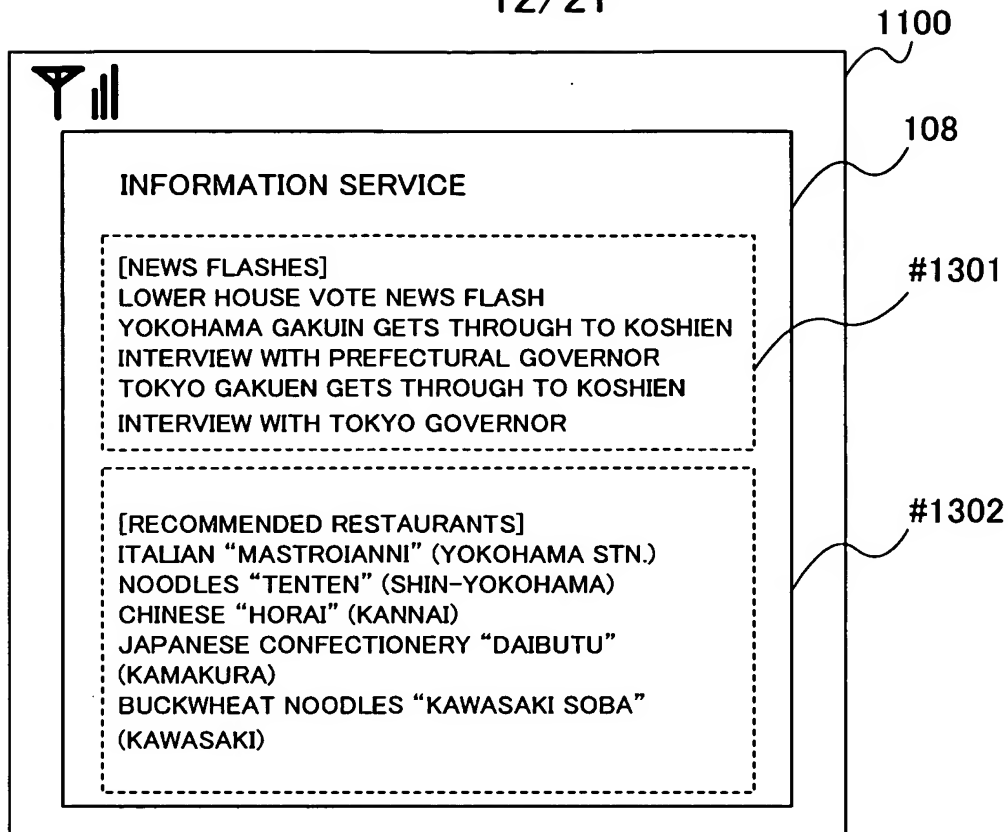 12/21
1100
108
INFORMATION SERVICE
#1301
[NEWS FLASHES]
LOWER HOUSE VOTE NEWS FLASH
YOKOHAMA GAKUIN GETS THROUGH TO KOSHIEN
INTERVIEW WITH PREFECTURAL GOVERNOR
TOKYO GAKUEN GETS THROUGH TO KOSHIEN
INTERVIEW WITH TOKYO GOVERNOR
#1302
[RECOMMENDED RESTAURANTS]
ITALIAN “MASTROIANNI” (YOKOHAMA STN.)
NOODLES “TENTEN” (SHIN-YOKOHAMA)
CHINESE “HORAI” (KANNAI)
JAPANESE CONFECTIONERY “DAIBUTU”
(KAMAKURA)
BUCKWHEAT NOODLES “KAWASAKI SOBA”
(KAWASAKI)